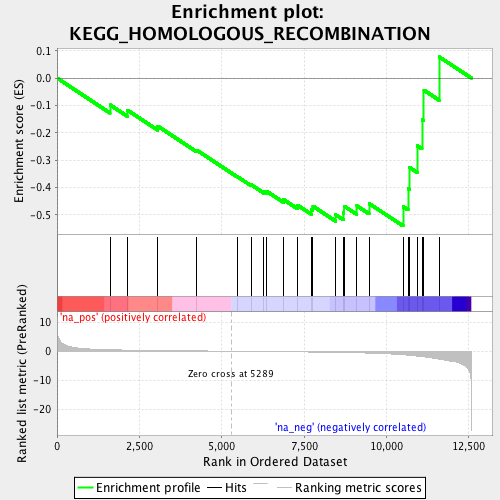 Enrichment plot:
KEGG_HOMOLOGOUS_RECOMBINATION
Enrichment score (ES)
0.1
0.0
-0.1
-0.2
-0.3
-0.4
-0.5
'na_pos' (positively correlated)
Ranked list metric (PreRanked)
10
0
-10
-20
Zero cross at 5289
'na_neg' (negatively correlated)
0 2,500 5,000 7,500 10,000 12,500
Rank in Ordered Dataset
Enrichment profile Hits Ranking metric scores